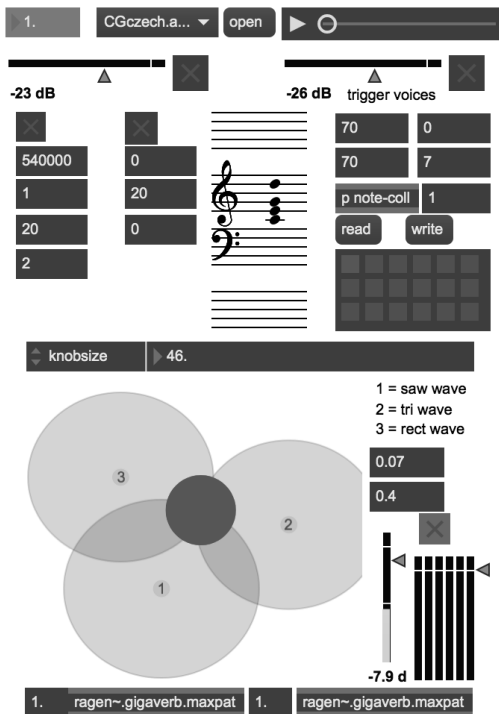 1. CGczech.a... open
-23 dB -26 dB trigger voices
70 0
540000 0 70 7
1 20 p note-coll 1
20 0 read write
2
knobsize 46.
1 = saw wave
2 = tri wave
3 = rect wave
0.07
3
0.4
2
1
-7.9 d
1. ragen~.gigaverb.maxpat 1. ragen~.gigaverb.maxpat